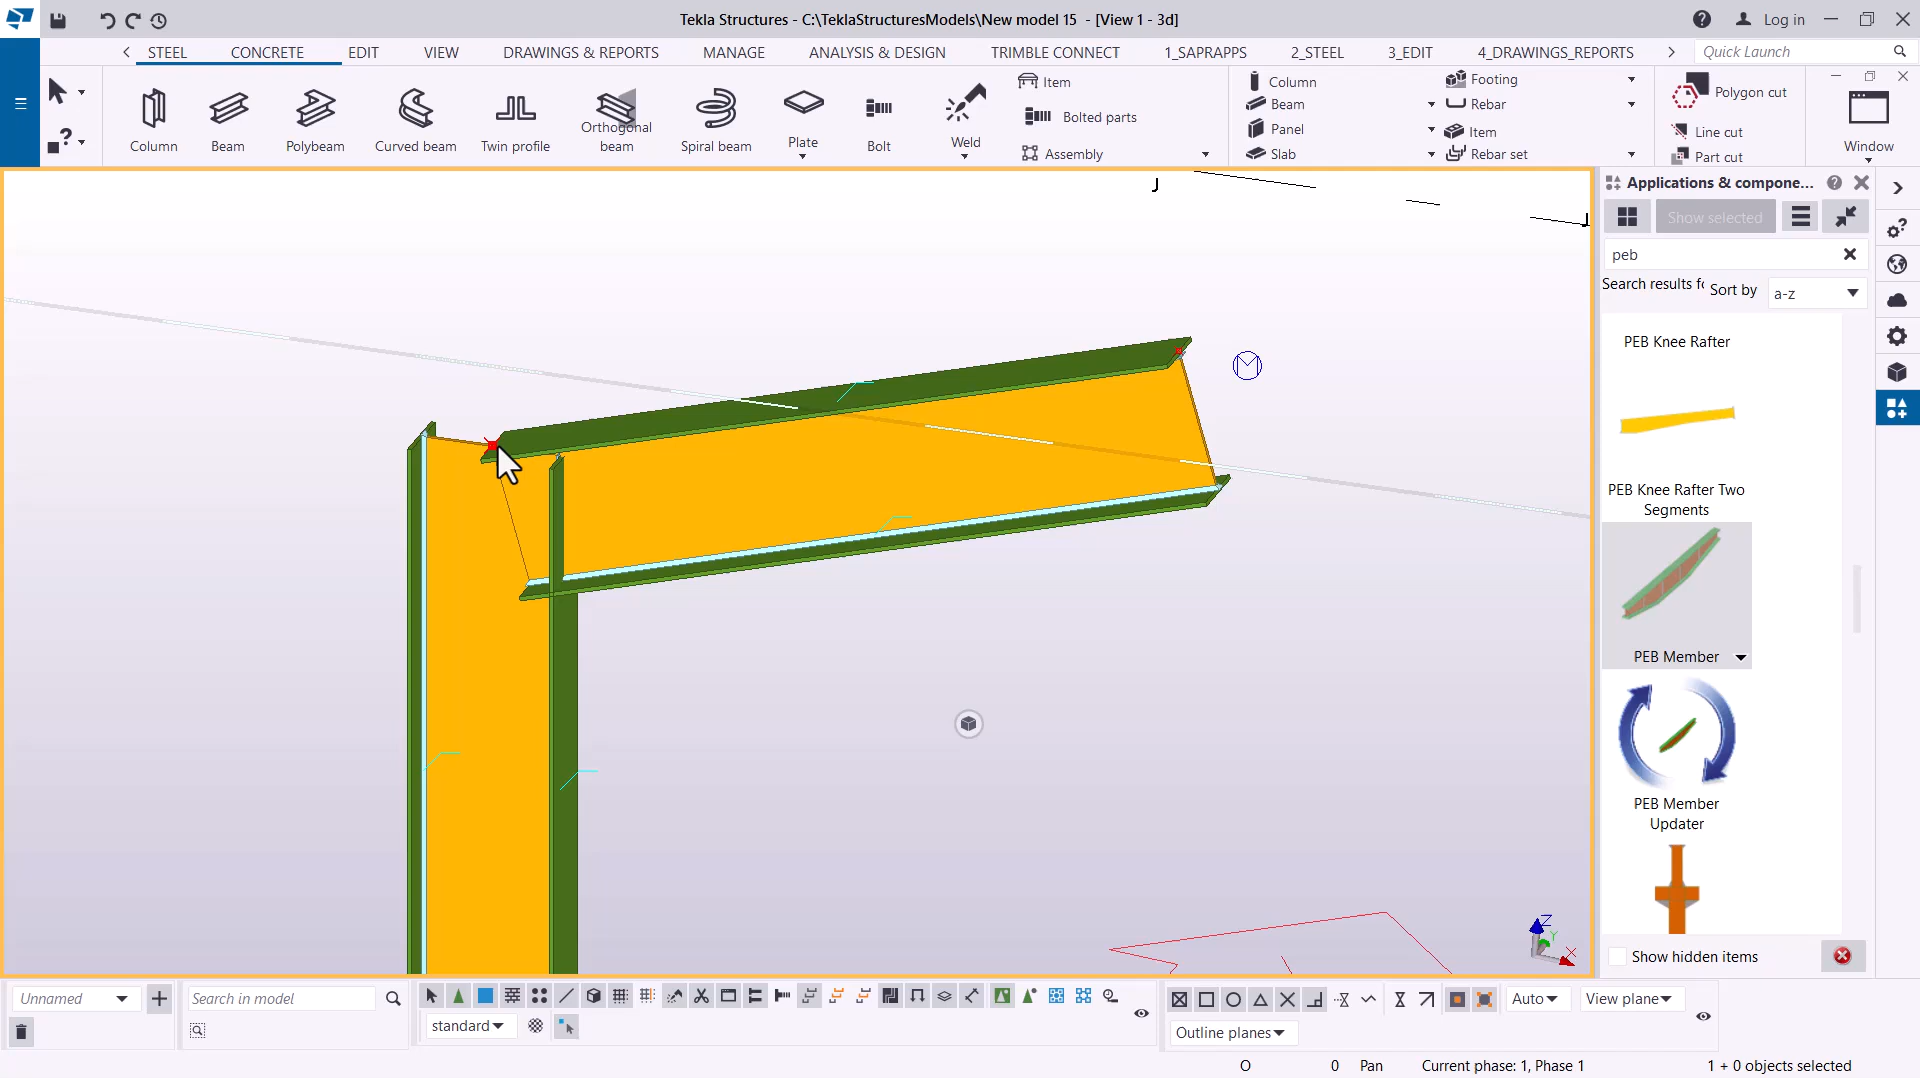 Tekla Structures - C:\TeklaStructuresModels\New model 15 - [View 1 - 3d]
Log in
STEEL CONCRETE EDIT VIEW DRAWINGS & REPORTS MANAGE ANALYSIS & DESIGN TRIMBLE CONNECT 1_SAPRAPPS 2_STEEL 3_EDIT 4_DRAWINGS_REPORTS Quick Launch
Column
Beam
Polybeam
Curved beam
Twin profile
Orthogonal
beam
Spiral beam
Plate
Bolt
Weld
Item
Bolted parts
Assembly
Column
Beam
Panel
Slab
Footing
Rebar
Item
Rebar set
Polygon cut
Line cut
Part cut
Window
J
J
Applications & compone...
Show selected
peb
Search results fo
Sort by
a-z
PEB Knee Rafter
PEB Knee Rafter Two
Segments
PEB Member
PEB Member
Updater
Show hidden items
Z
Y
X
Unnamed
Search in model
standard
Auto
View plane
Outline planes
O 0 Pan Current phase: 1, Phase 1 1 + 0 objects selected